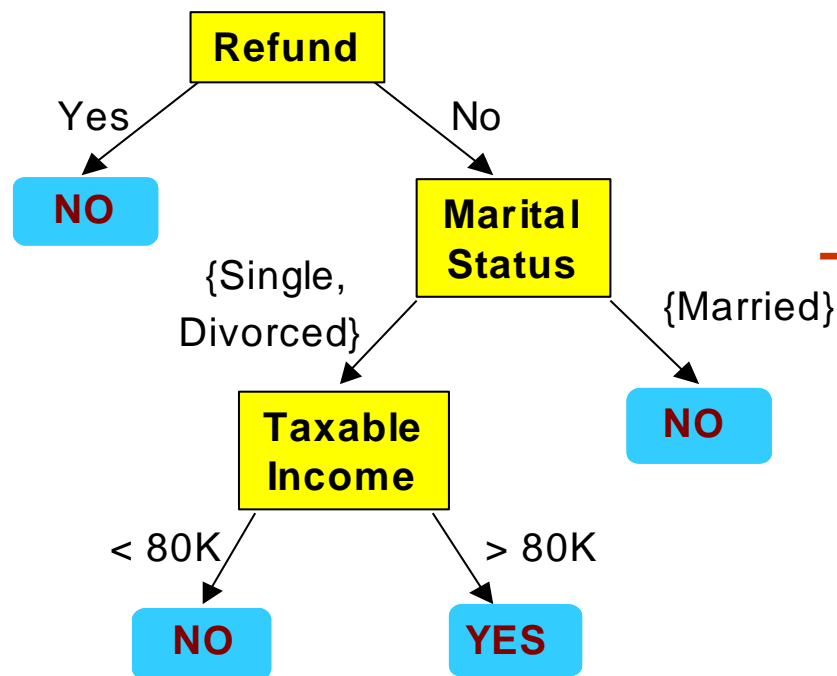 Refund
Yes
No
NO
Marital
Status
{Single,
Divorced}
{Married}
Taxable
Income
NO
< 80K
> 80K
NO
YES